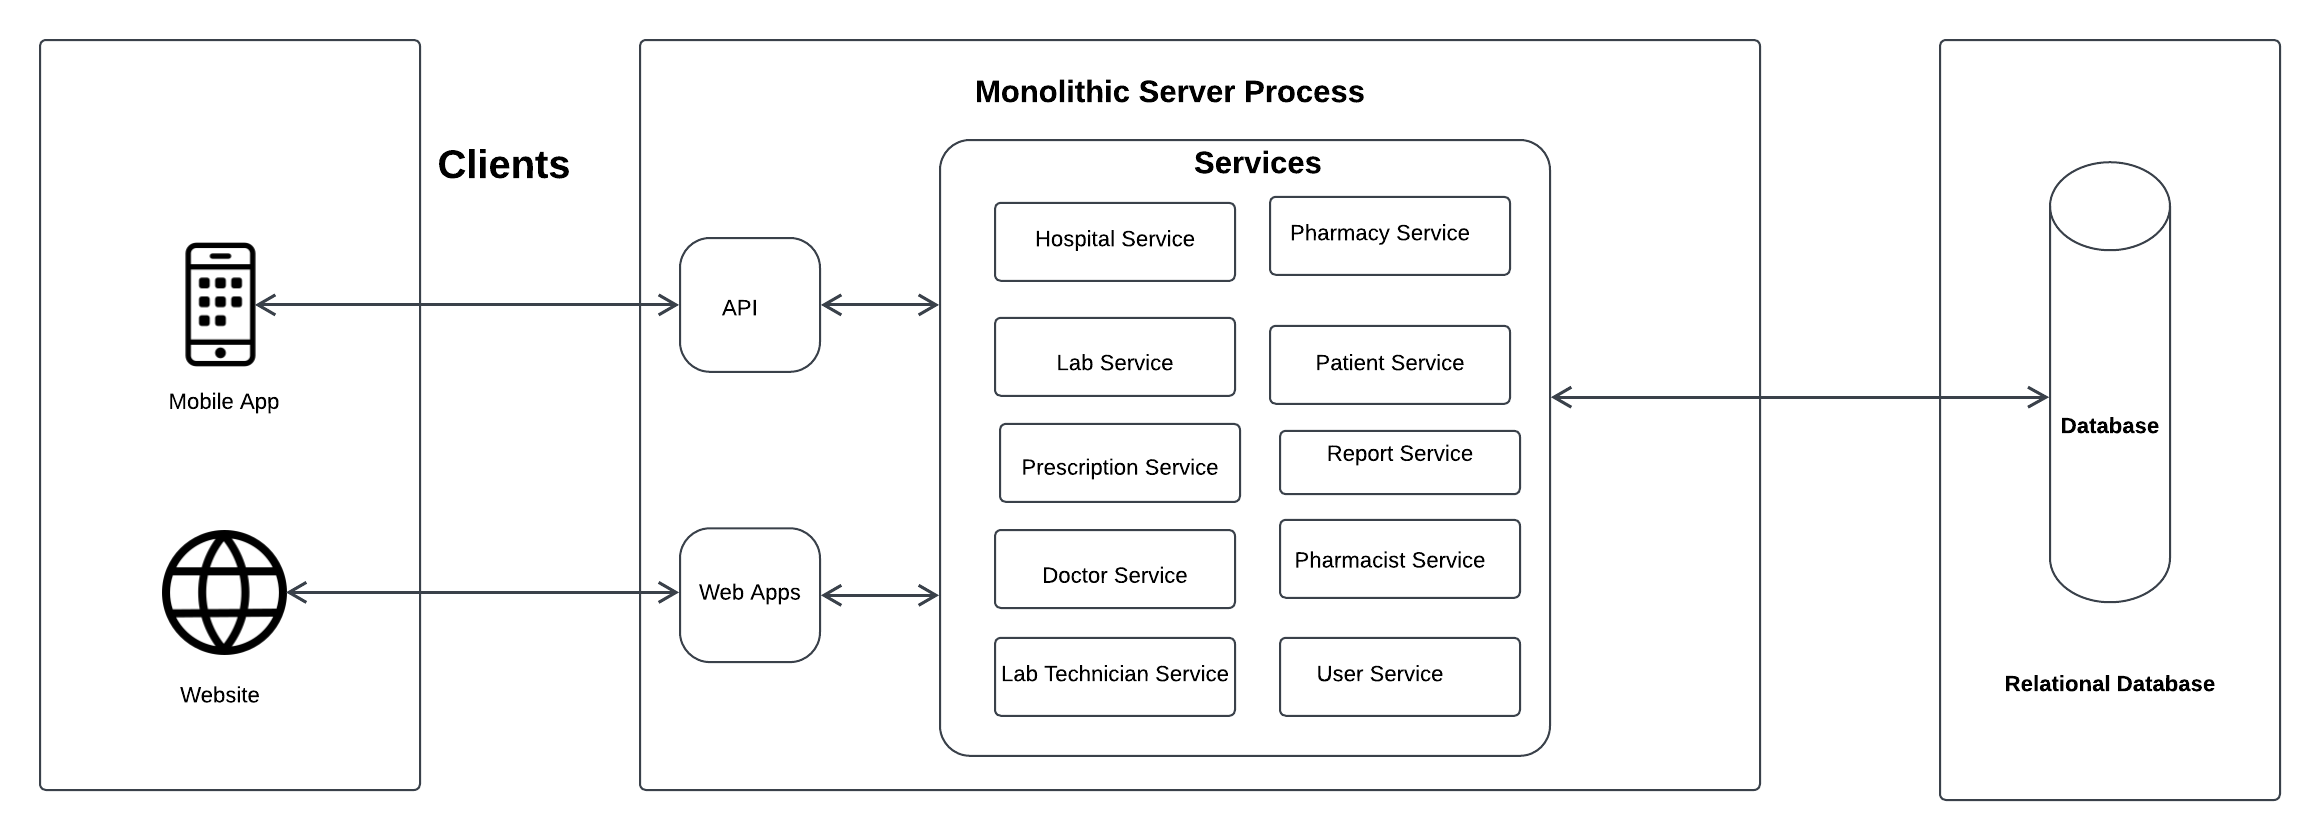 Clients
Mobile App
Website
Monolithic Server Process
API
Web Apps
Services
Hospital Service
Pharmacy Service
Lab Service
Patient Service
Prescription Service
Report Service
Doctor Service
Pharmacist Service
Lab Technician Service
User Service
Database
Relational Database